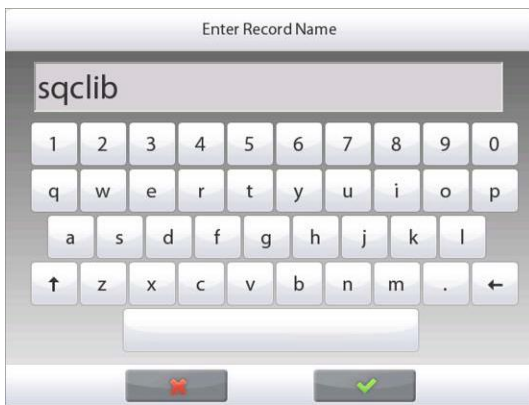 Enter Record Name
sqclib
1 2 3 4 5 6 7 8 9 0
q w e r t y u i o p
a s d f g h j k l
↑ z x c v b n m . ←